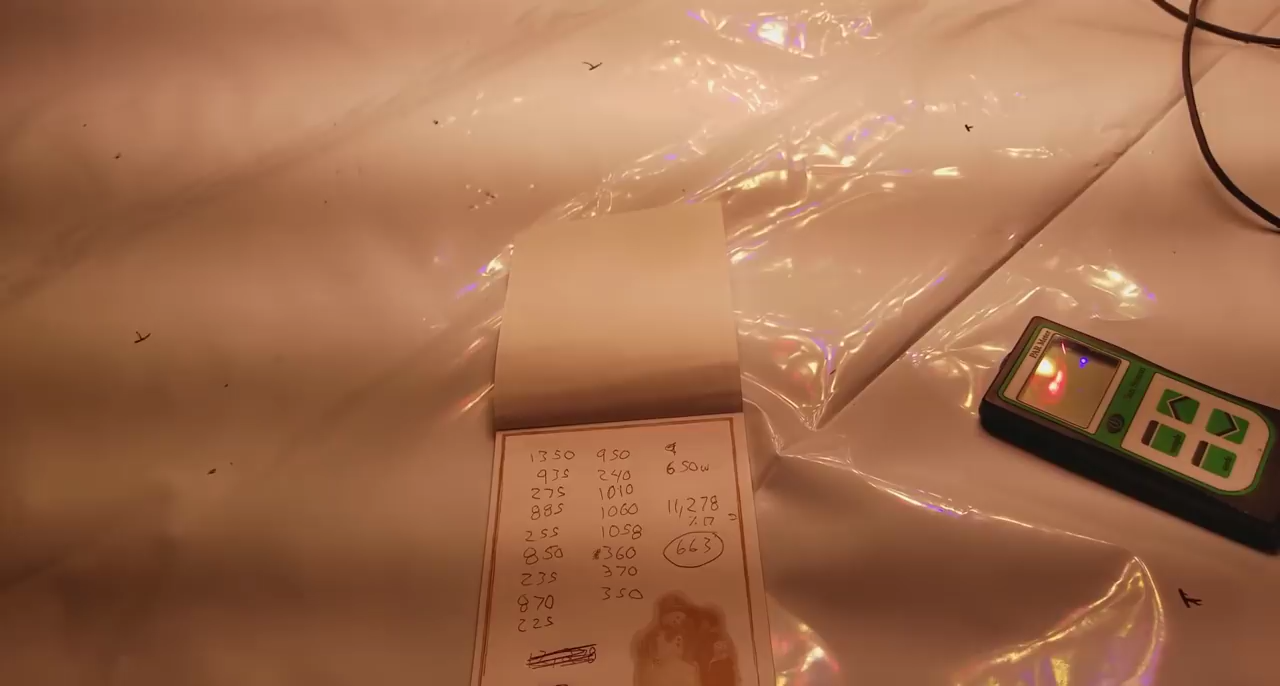 1350 950
935 240 650w
275 1010
885 1060 11,278
255 1058 % 17 =
850 360 663
235 370
870 350
225
PAR Meter